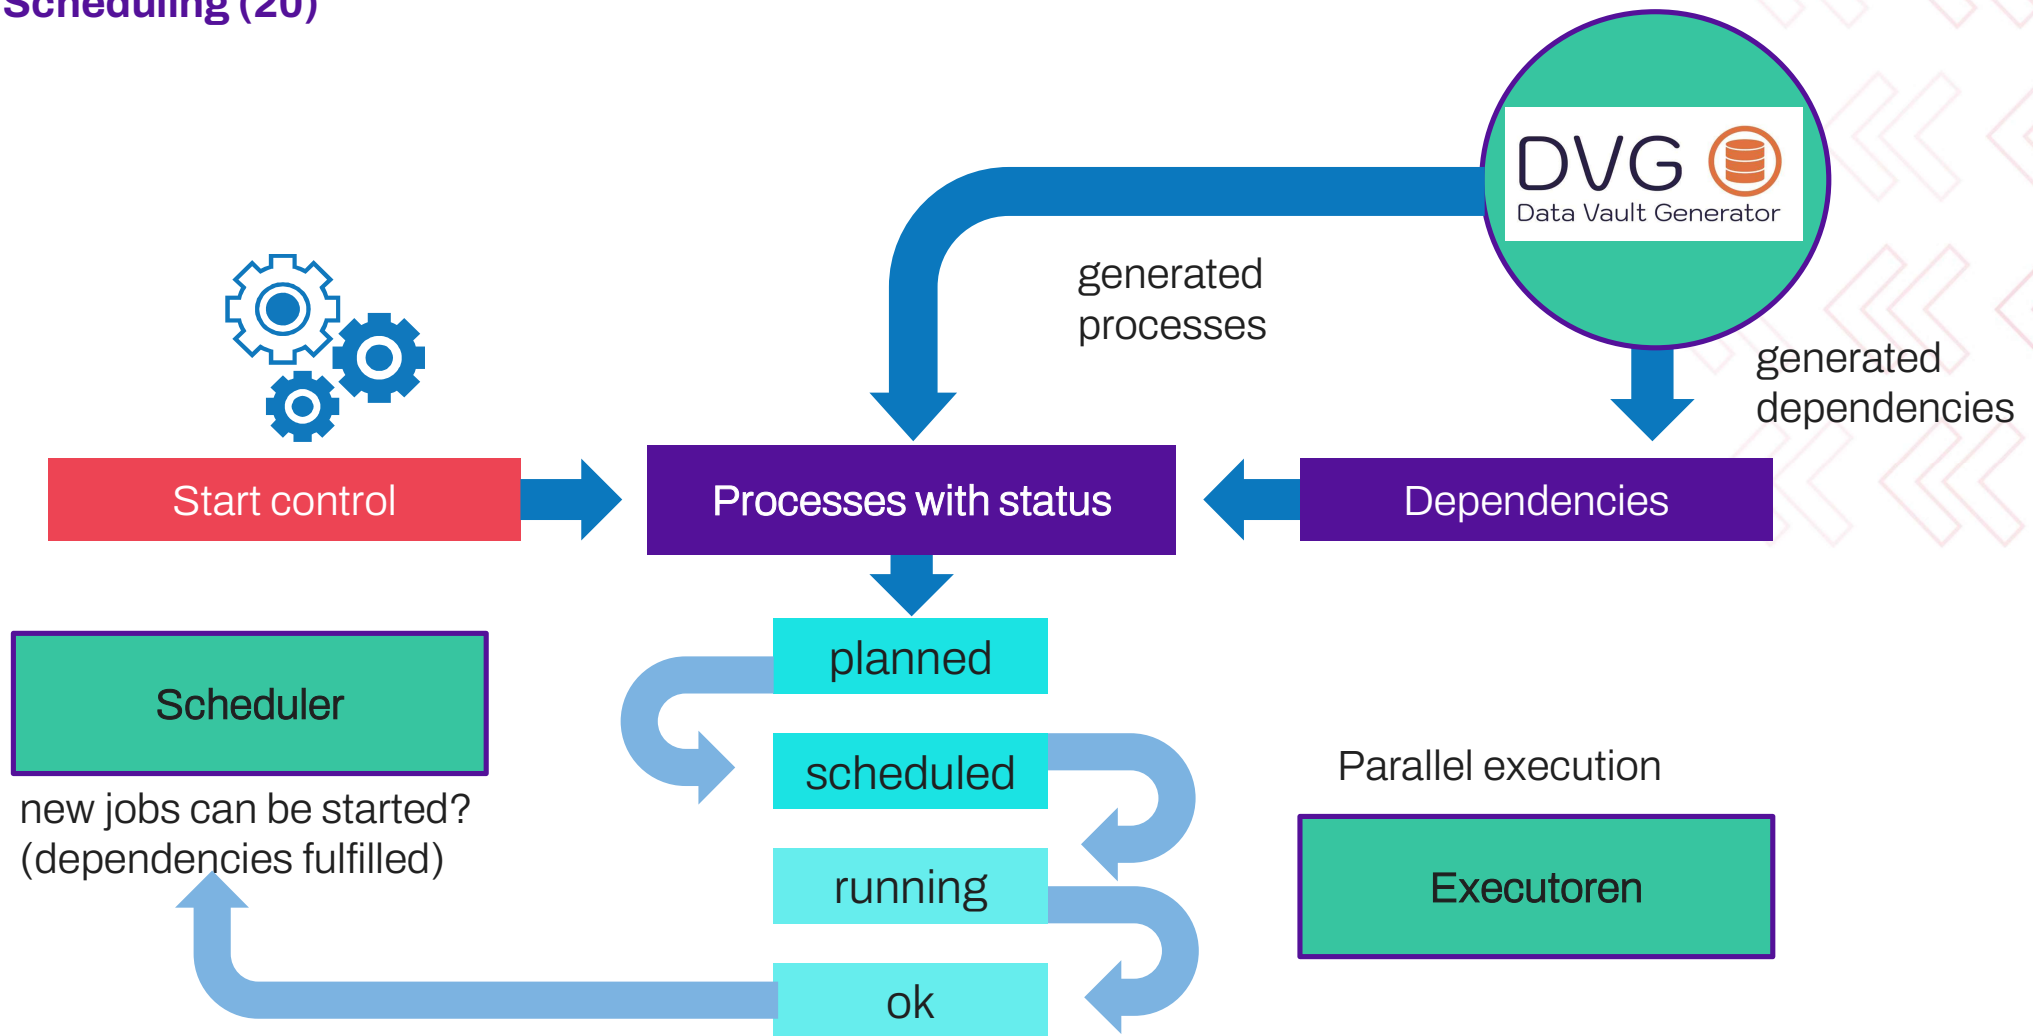 Scheduling (20)
DVG
Data Vault Generator
generated
processes
generated
dependencies
Start control
Processes with status
Dependencies
planned
Scheduler
scheduled
Parallel execution
new jobs can be started?
(dependencies fulfilled)
running
Executoren
ok